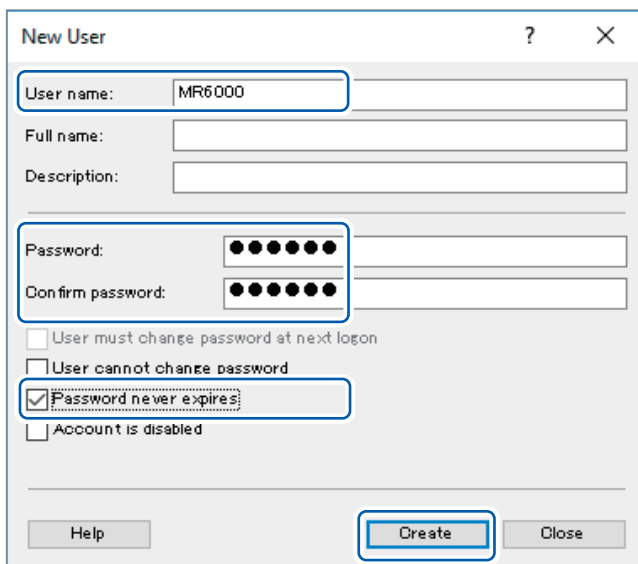 New User ? ×
User name: MR6000
Full name:
Description:
Password: ●●●●●●
Confirm password: ●●●●●●
User must change password at next logon
User cannot change password
Password never expires
Account is disabled
Help Create Close